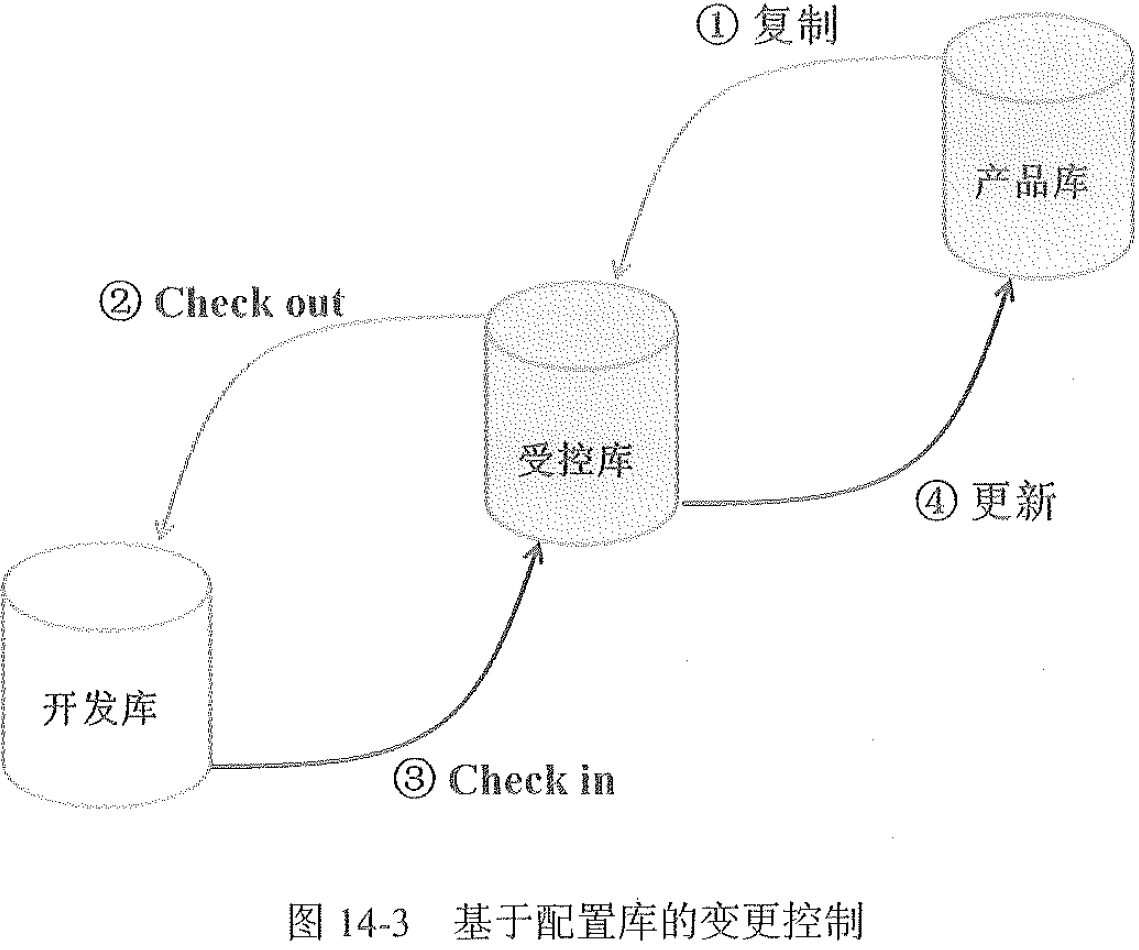 ① 复制
产品库
② Check out
受控库
④ 更新
开发库
③ Check in
图 14-3 基于配置库的变更控制